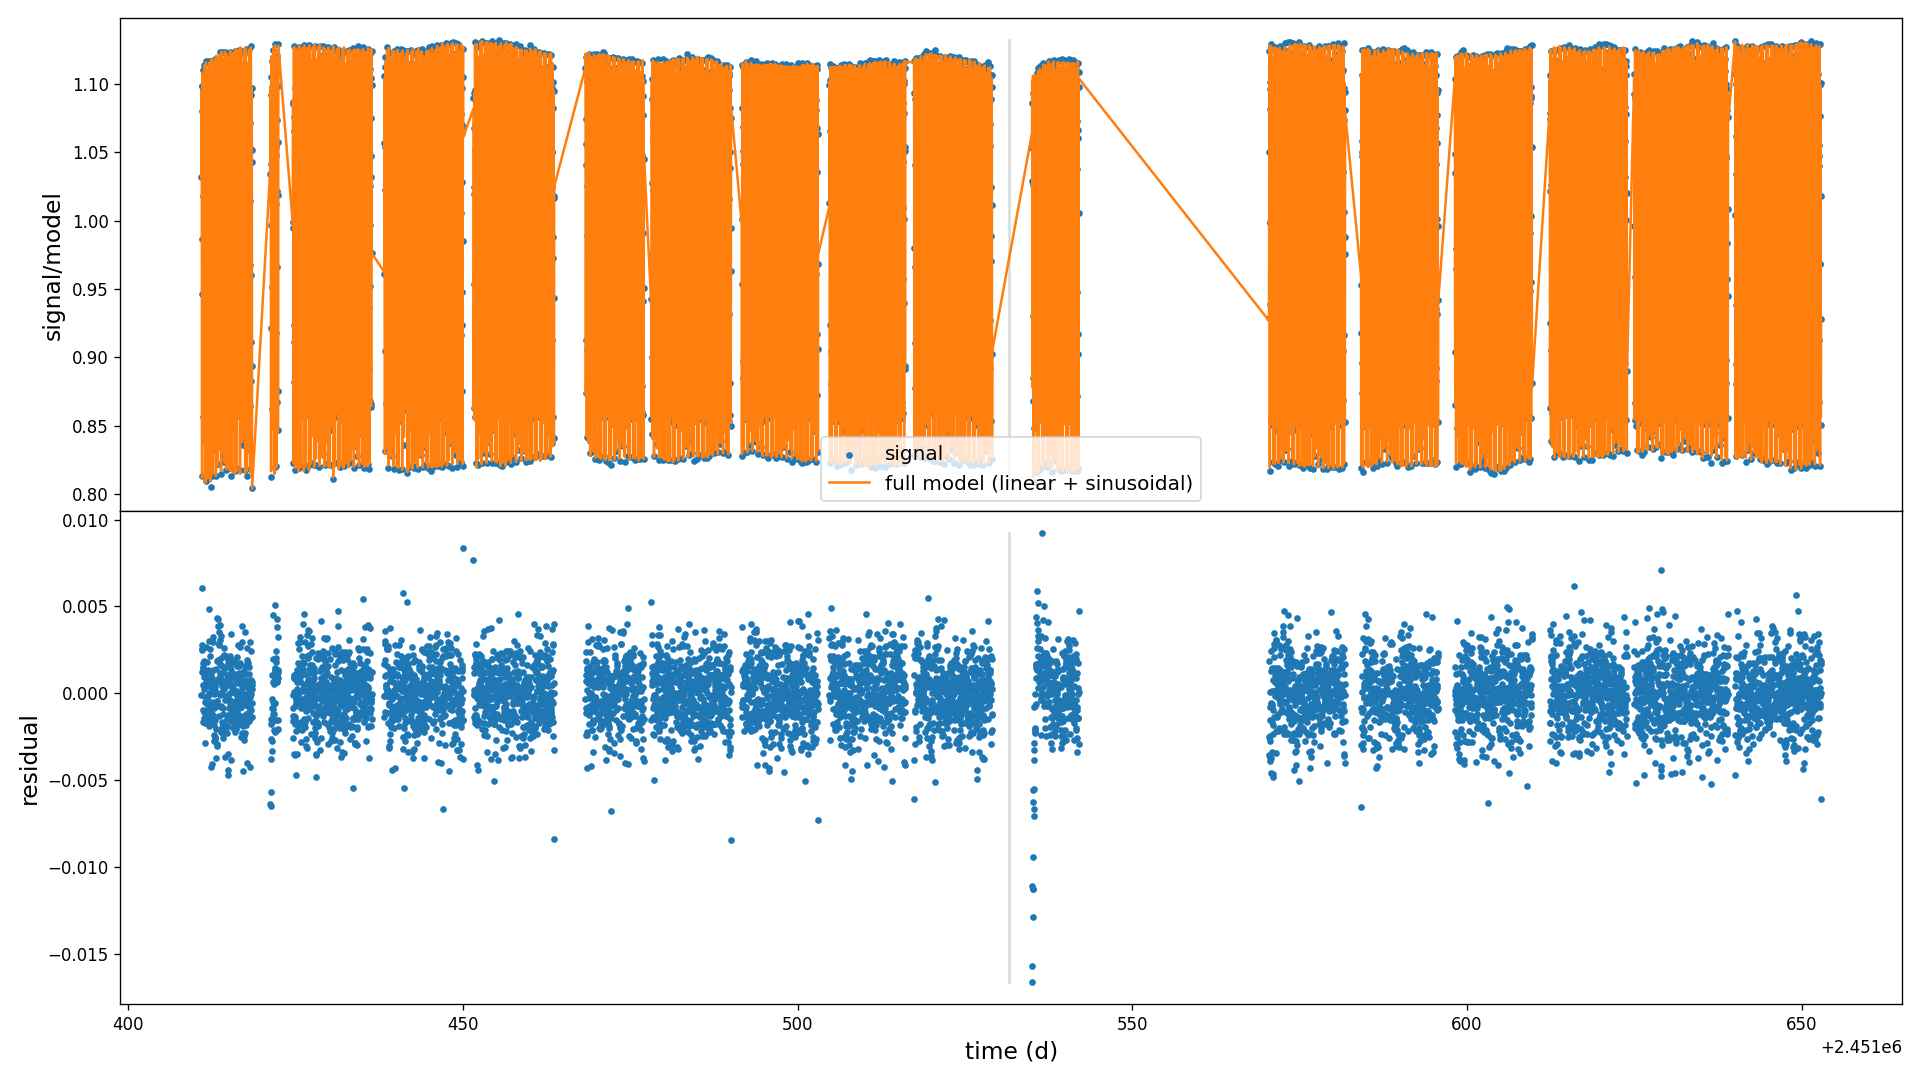 signal/model
1.10
1.05
1.00
0.95
0.90
0.85
0.80
signal
full model (linear + sinusoidal)
residual
0.010
0.005
0.000
−0.005
−0.010
−0.015
400 450 500 550 600 650
time (d)
+2.451e6